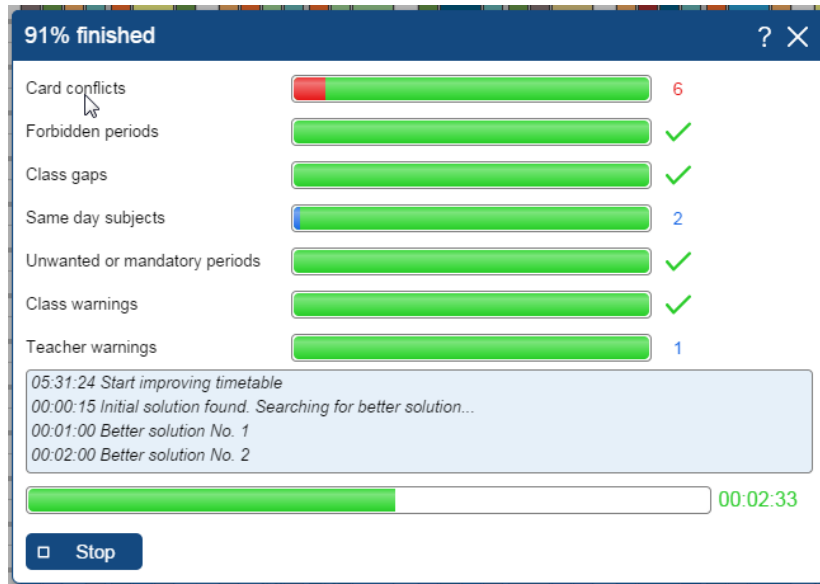 91% finished
Card conflicts 6
Forbidden periods
Class gaps
Same day subjects 2
Unwanted or mandatory periods
Class warnings
Teacher warnings 1
05:31:24 Start improving timetable
00:00:15 Initial solution found. Searching for better solution...
00:01:00 Better solution No. 1
00:02:00 Better solution No. 2
00:02:33
Stop